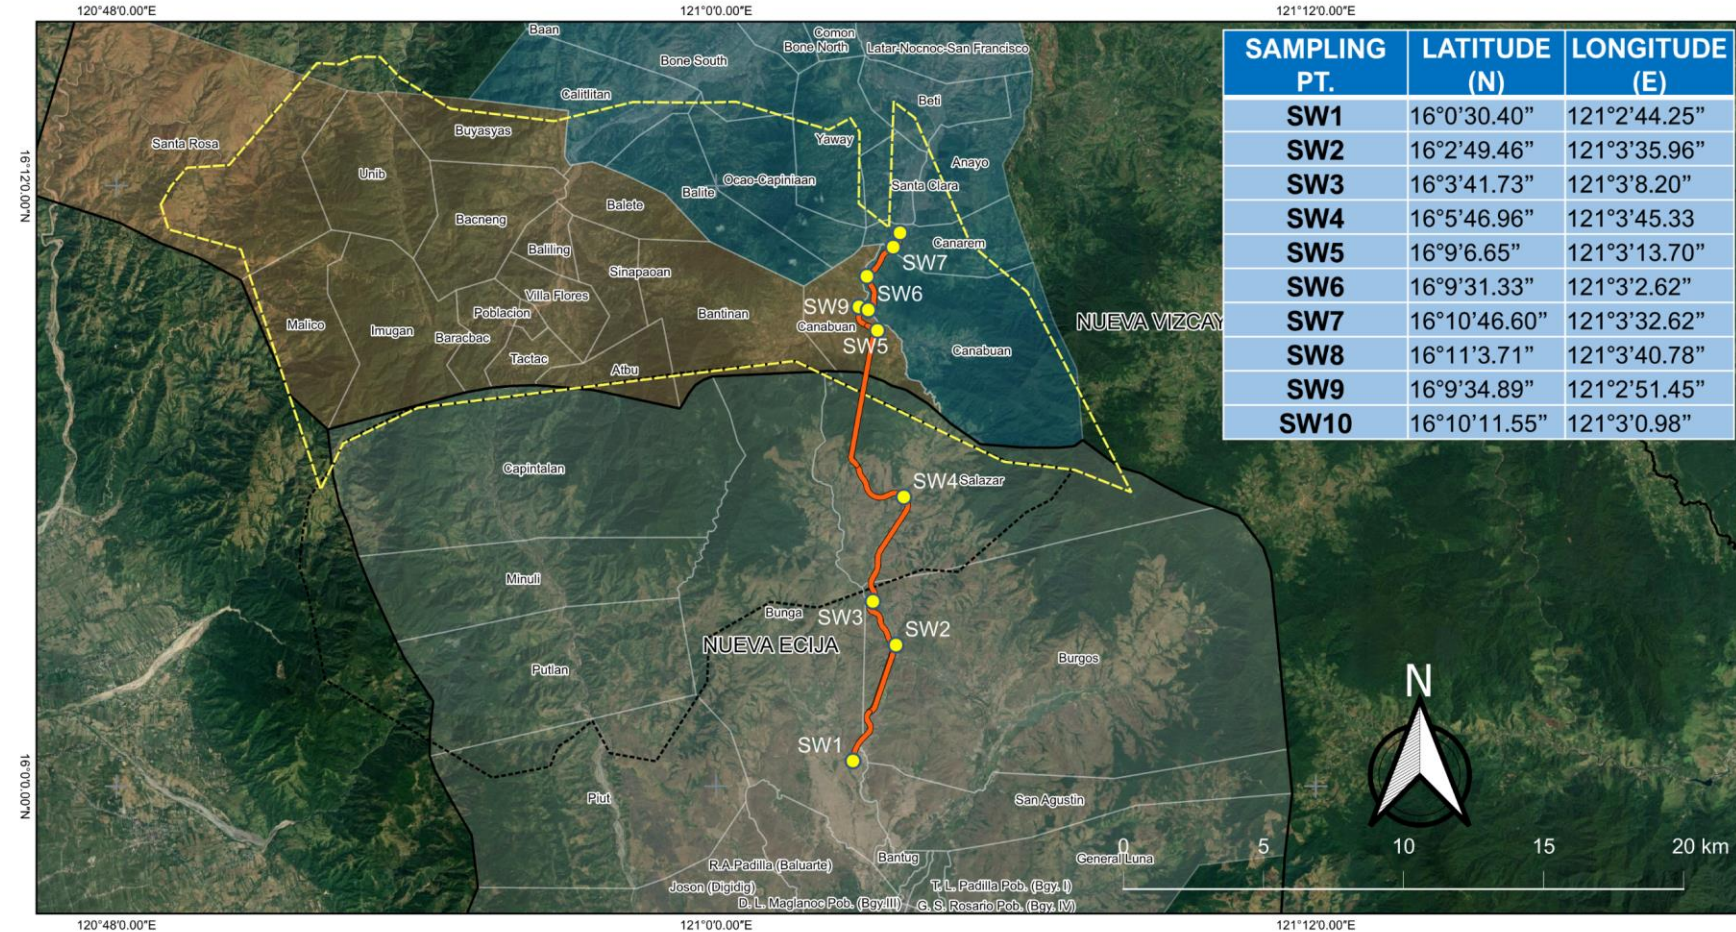 120°48'0.00"E 121°0'0.00"E 121°12'0.00"E
SAMPLING PT. LATITUDE (N) LONGITUDE (E)
SW1 16°0’30.40” 121°2’44.25”
SW2 16°2’49.46” 121°3’35.96”
SW3 16°3’41.73” 121°3’8.20”
SW4 16°5’46.96” 121°3’45.33
SW5 16°9’6.65” 121°3’13.70”
SW6 16°9’31.33” 121°3’2.62”
SW7 16°10’46.60” 121°3’32.62”
SW8 16°11’3.71” 121°3’40.78”
SW9 16°9’34.89” 121°2’51.45”
SW10 16°10’11.55” 121°3’0.98”
Baan
Comon
Bone North
Latar-Nocnoc-San Francisco
Bone South
Calitlitan
Beti
Buyasyas
Yaway
Santa Rosa
16°12'0.00"N
Anayo
Unib
Ocao-Capiniaan
Santa Clara
Balite
Balete
Bacneng
Canarem
Baliling
SW7
Sinapaoan
SW6
Villa Flores
SW9
Poblacion
Bantinan
Canabuan
NUEVA VIZCAY
Malico
Imugan
Baracbac
SW5
Canabuan
Tactac
Atbu
Capintalan
SW4
Salazar
Minuli
Bunga
SW3
SW2
NUEVA ECIJA
Burgos
Putlan
N
SW1
16°0'0.00"N
Piut
San Agustin
0 5 10 15 20 km
Bantug
General Luna
R.A.Padilla (Baluarte)
Joson (Digidig)
T. L. Padilla Pob. (Bgy. I)
D. L. Maglanoc Pob. (Bgy.III)
G. S. Rosario Pob. (Bgy. IV)
120°48'0.00"E 121°0'0.00"E 121°12'0.00"E